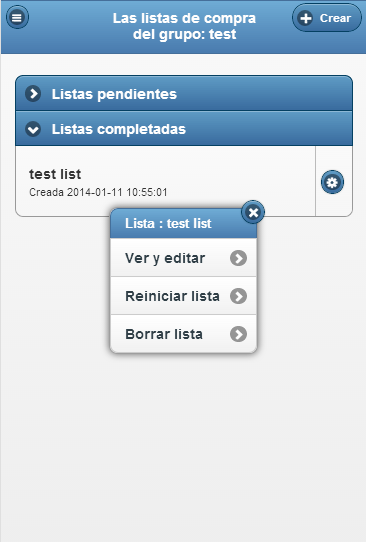 Las listas de compra
del grupo: test
Crear
Listas pendientes
Listas completadas
test list
Creada 2014-01-11 10:55:01
Lista : test list
Ver y editar
Reiniciar lista
Borrar lista